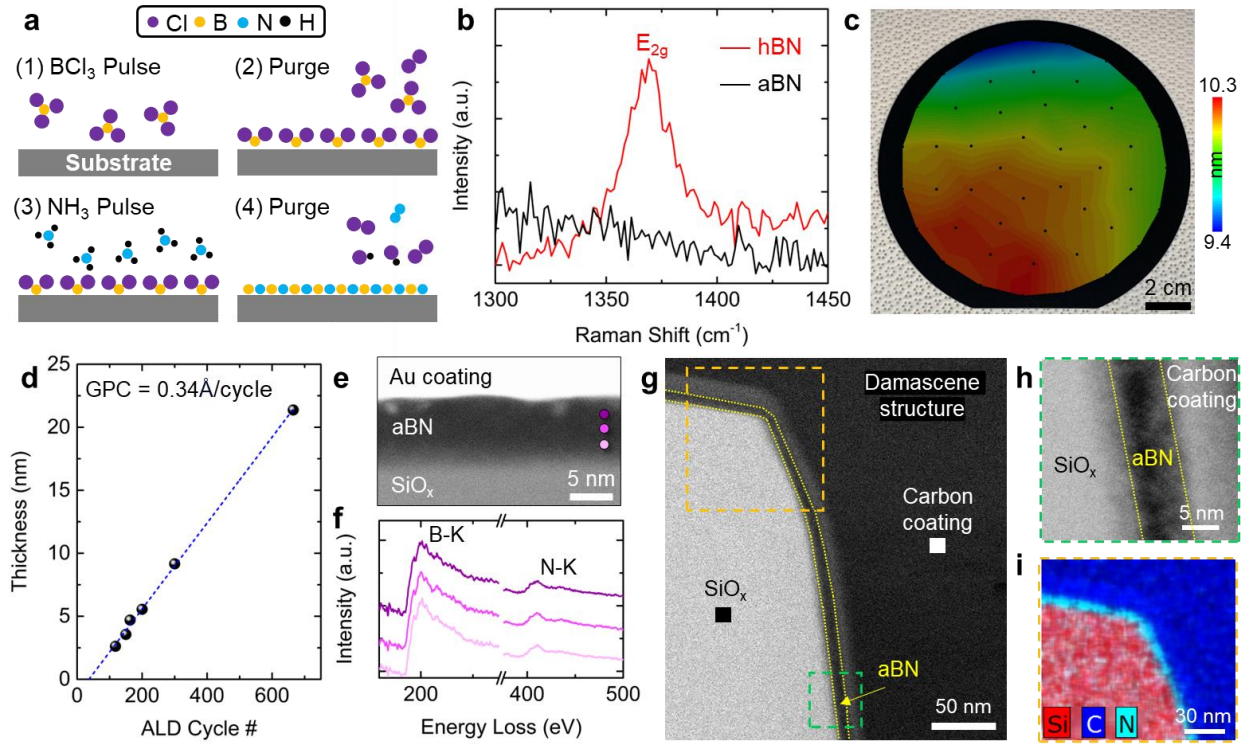 a
Cl B N H
(1) BCl₃ Pulse
(2) Purge
Substrate
(3) NH₃ Pulse
(4) Purge
b
E₂g
hBN
aBN
Intensity (a.u.)
1300 1350 1400 1450
Raman Shift (cm⁻¹)
c
10.3
nm
9.4
2 cm
d
GPC = 0.34Å/cycle
25
20
15
10
5
0
Thickness (nm)
0 200 400 600
ALD Cycle #
e
Au coating
aBN
SiOₓ
5 nm
f
B-K
N-K
Intensity (a.u.)
200 400 500
Energy Loss (eV)
g
Damascene
structure
Carbon
coating
SiOₓ
aBN
50 nm
h
Carbon
coating
aBN
SiOₓ
5 nm
i
Si C N
30 nm